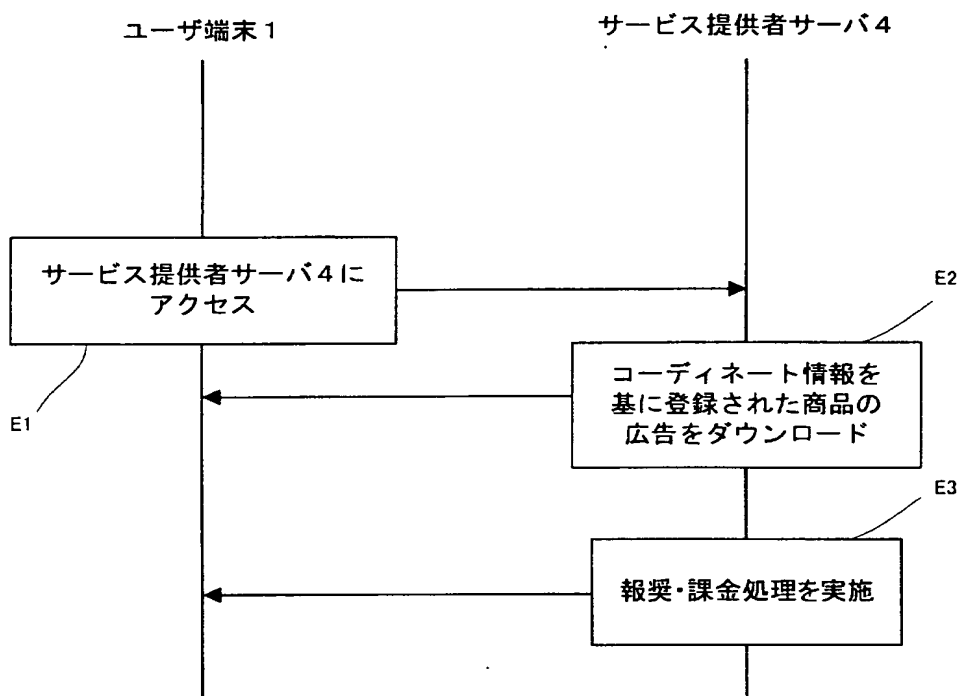 ユーザ端末1
サービス提供者サーバ4
サービス提供者サーバ4に
アクセス
E1
E2
コーディネート情報を
基に登録された商品の
広告をダウンロード
E3
報奨・課金処理を実施